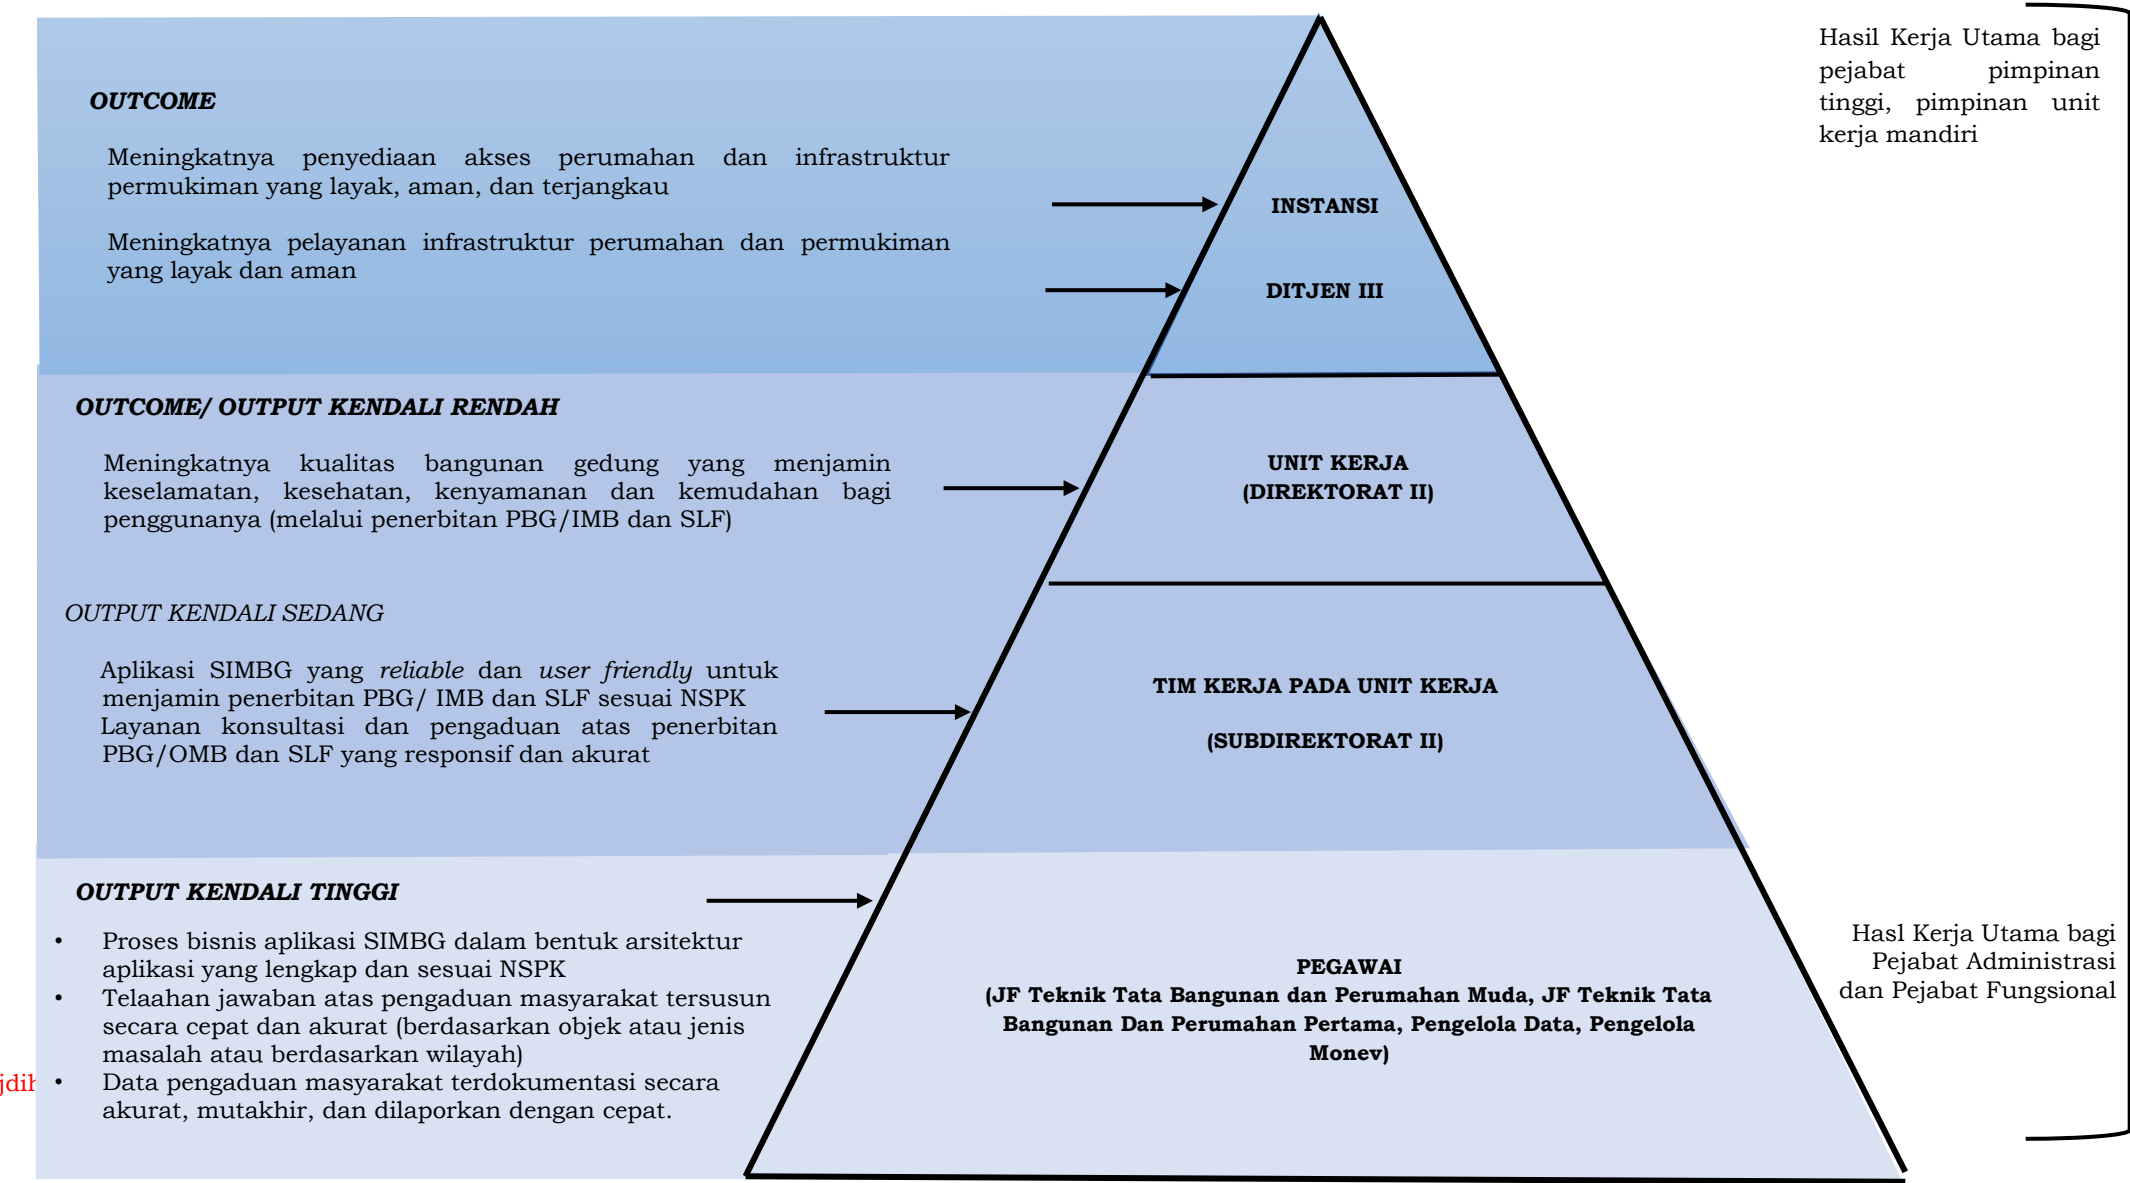 OUTCOME
Meningkatnya penyediaan akses perumahan dan infrastruktur
permukiman yang layak, aman, dan terjangkau
Meningkatnya pelayanan infrastruktur perumahan dan permukiman
yang layak dan aman
INSTANSI
DITJEN III
Hasil Kerja Utama bagi
pejabat pimpinan
tinggi, pimpinan unit
kerja mandiri
OUTCOME/ OUTPUT KENDALI RENDAH
Meningkatnya kualitas bangunan gedung yang menjamin
keselamatan, kesehatan, kenyamanan dan kemudahan bagi
penggunanya (melalui penerbitan PBG/IMB dan SLF)
UNIT KERJA
(DIREKTORAT II)
OUTPUT KENDALI SEDANG
Aplikasi SIMBG yang reliable dan user friendly untuk
menjamin penerbitan PBG/ IMB dan SLF sesuai NSPK
Layanan konsultasi dan pengaduan atas penerbitan
PBG/OMB dan SLF yang responsif dan akurat
TIM KERJA PADA UNIT KERJA
(SUBDIREKTORAT II)
OUTPUT KENDALI TINGGI
• Proses bisnis aplikasi SIMBG dalam bentuk arsitektur
aplikasi yang lengkap dan sesuai NSPK
• Telaahan jawaban atas pengaduan masyarakat tersusun
secara cepat dan akurat (berdasarkan objek atau jenis
masalah atau berdasarkan wilayah)
• Data pengaduan masyarakat terdokumentasi secara
akurat, mutakhir, dan dilaporkan dengan cepat.
PEGAWAI
(JF Teknik Tata Bangunan dan Perumahan Muda, JF Teknik Tata
Bangunan Dan Perumahan Pertama, Pengelola Data, Pengelola
Monev)
Hasl Kerja Utama bagi
Pejabat Administrasi
dan Pejabat Fungsional